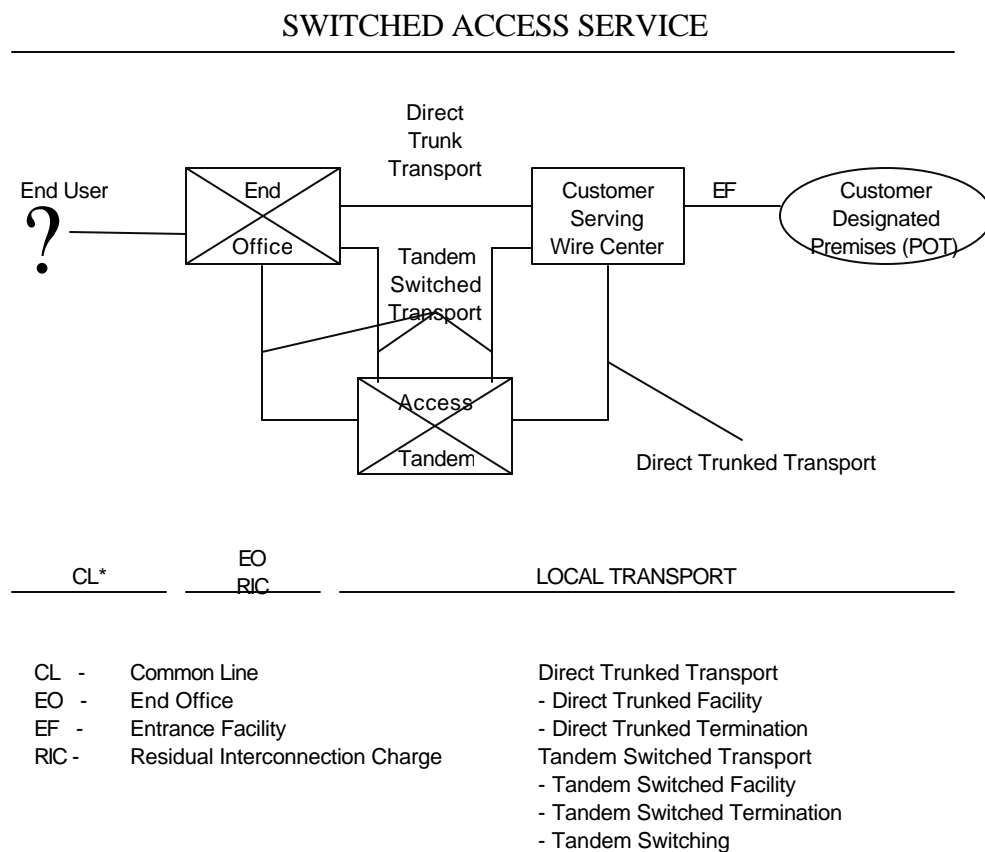 SWITCHED ACCESS SERVICE
Direct
Trunk
Transport
End User
?
End
Office
Customer
Serving
Wire Center
EF
Customer
Designated
Premises (POT)
Tandem
Switched
Transport
Access
Tandem
Direct Trunked Transport
CL*
EO
RIC
LOCAL TRANSPORT
CL - Common Line
EO - End Office
EF - Entrance Facility
RIC - Residual Interconnection Charge
Direct Trunked Transport
- Direct Trunked Facility
- Direct Trunked Termination
Tandem Switched Transport
- Tandem Switched Facility
- Tandem Switched Termination
- Tandem Switching